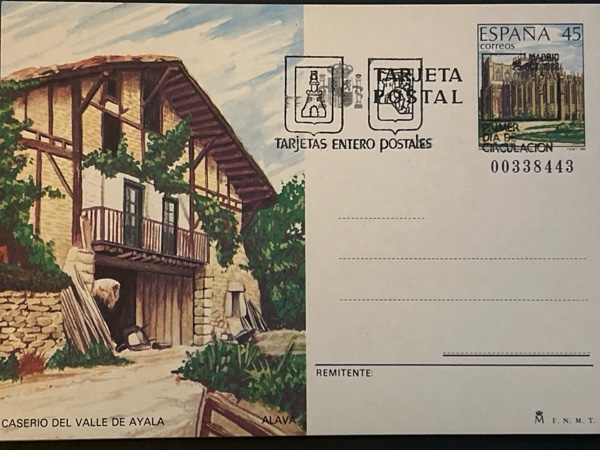 ESPAÑA 45
correos
TARJETA
POSTAL
MADRID
TARJETAS ENTERO POSTALES
PRIMER
DIA DE
CIRCULACION
00338443
REMITENTE:
CASERIO DEL VALLE DE AYALA
ALAVA
M F. N. M. T.